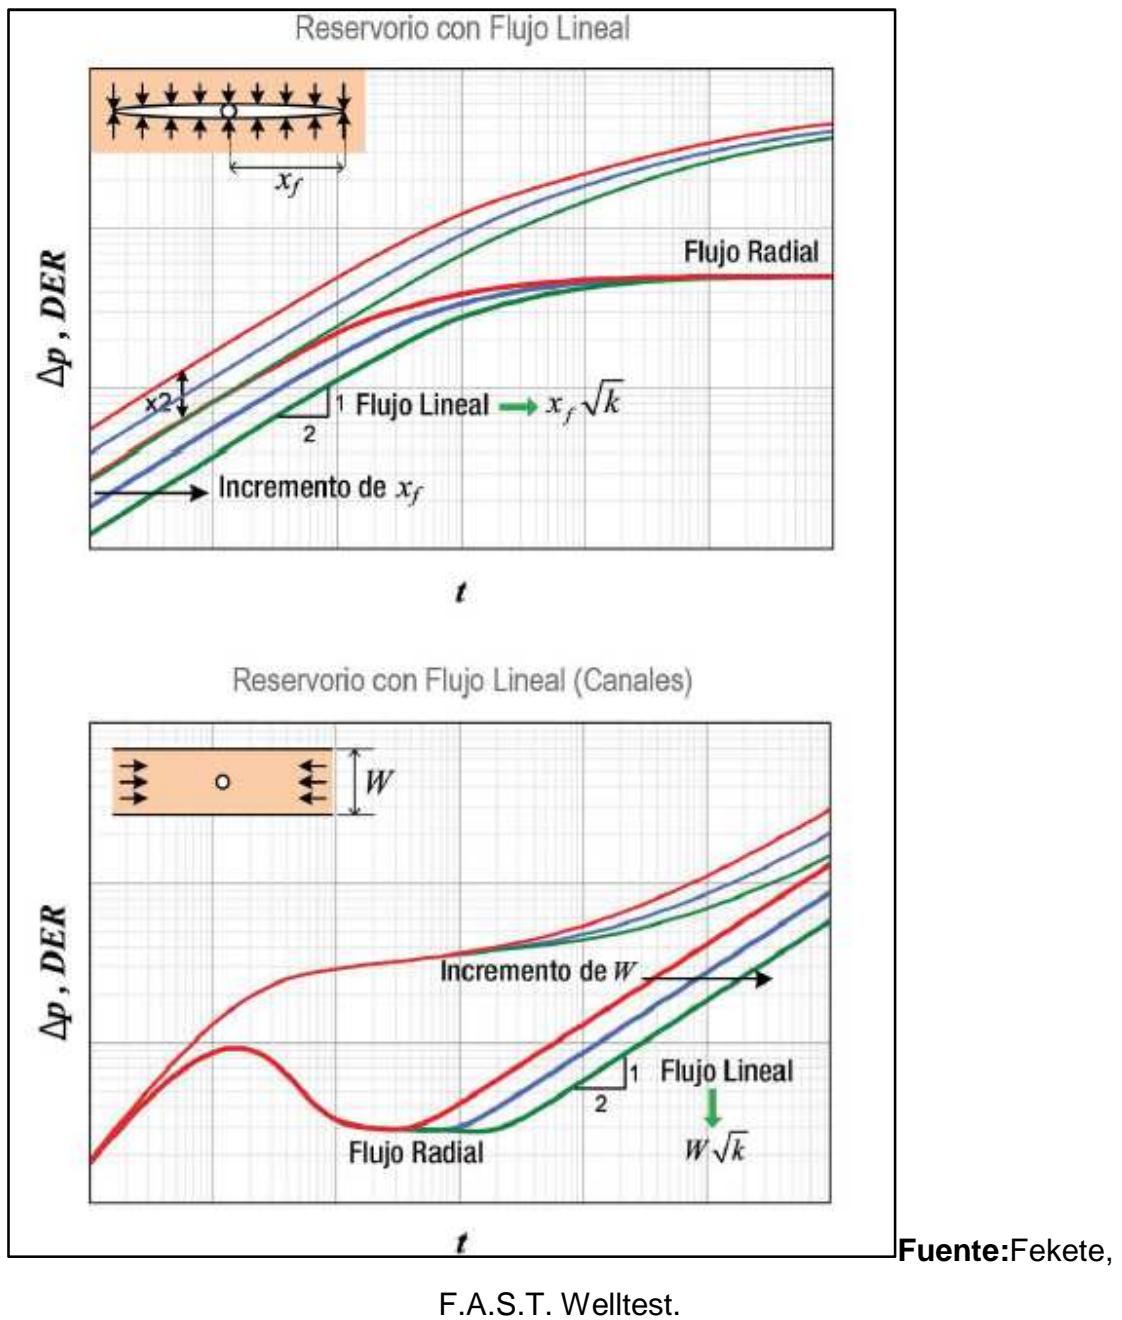 Reservorio con Flujo Lineal
x_f
Δp , DER
Flujo Radial
x2
1 Flujo Lineal → x_f √k
2
Incremento de x_f
t
Reservorio con Flujo Lineal (Canales)
W
Δp , DER
Incremento de W
1 Flujo Lineal
2
W√k
Flujo Radial
t
Fuente:Fekete,
F.A.S.T. Welltest.